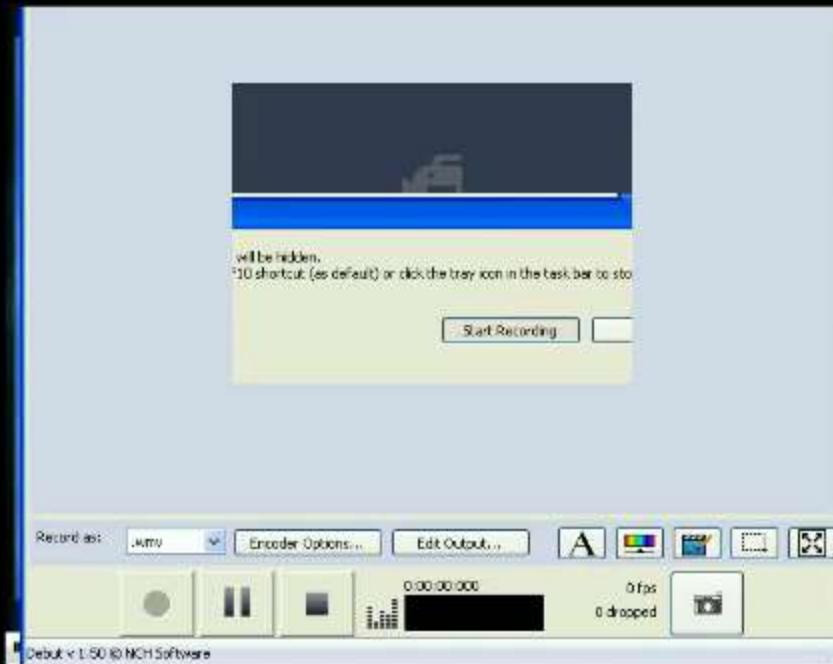 will be hidden.
F10 shortcut (as default) or click the tray icon in the task bar to sto
Start Recording
Record as:
.wmv
Encoder Options...
Edit Output...
A
0:00:00:000
0 fps
0 dropped
Debut v 1.50 © NCH Software